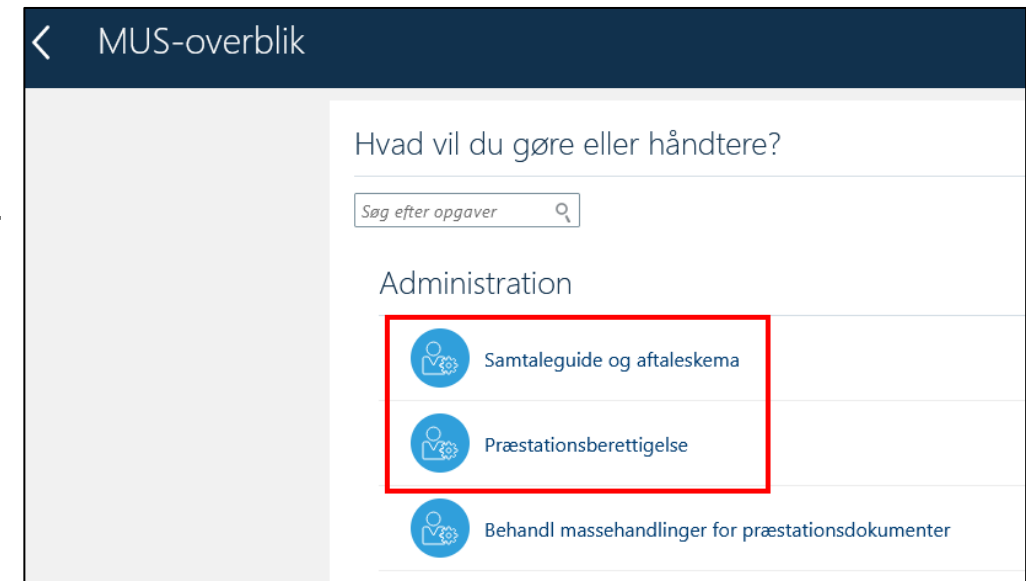 MUS-overblik
Hvad vil du gøre eller håndtere?
Søg efter opgaver
Administration
Samtaleguide og aftaleskema
Præstationsberettigelse
Behandl massehandlinger for præstationsdokumenter